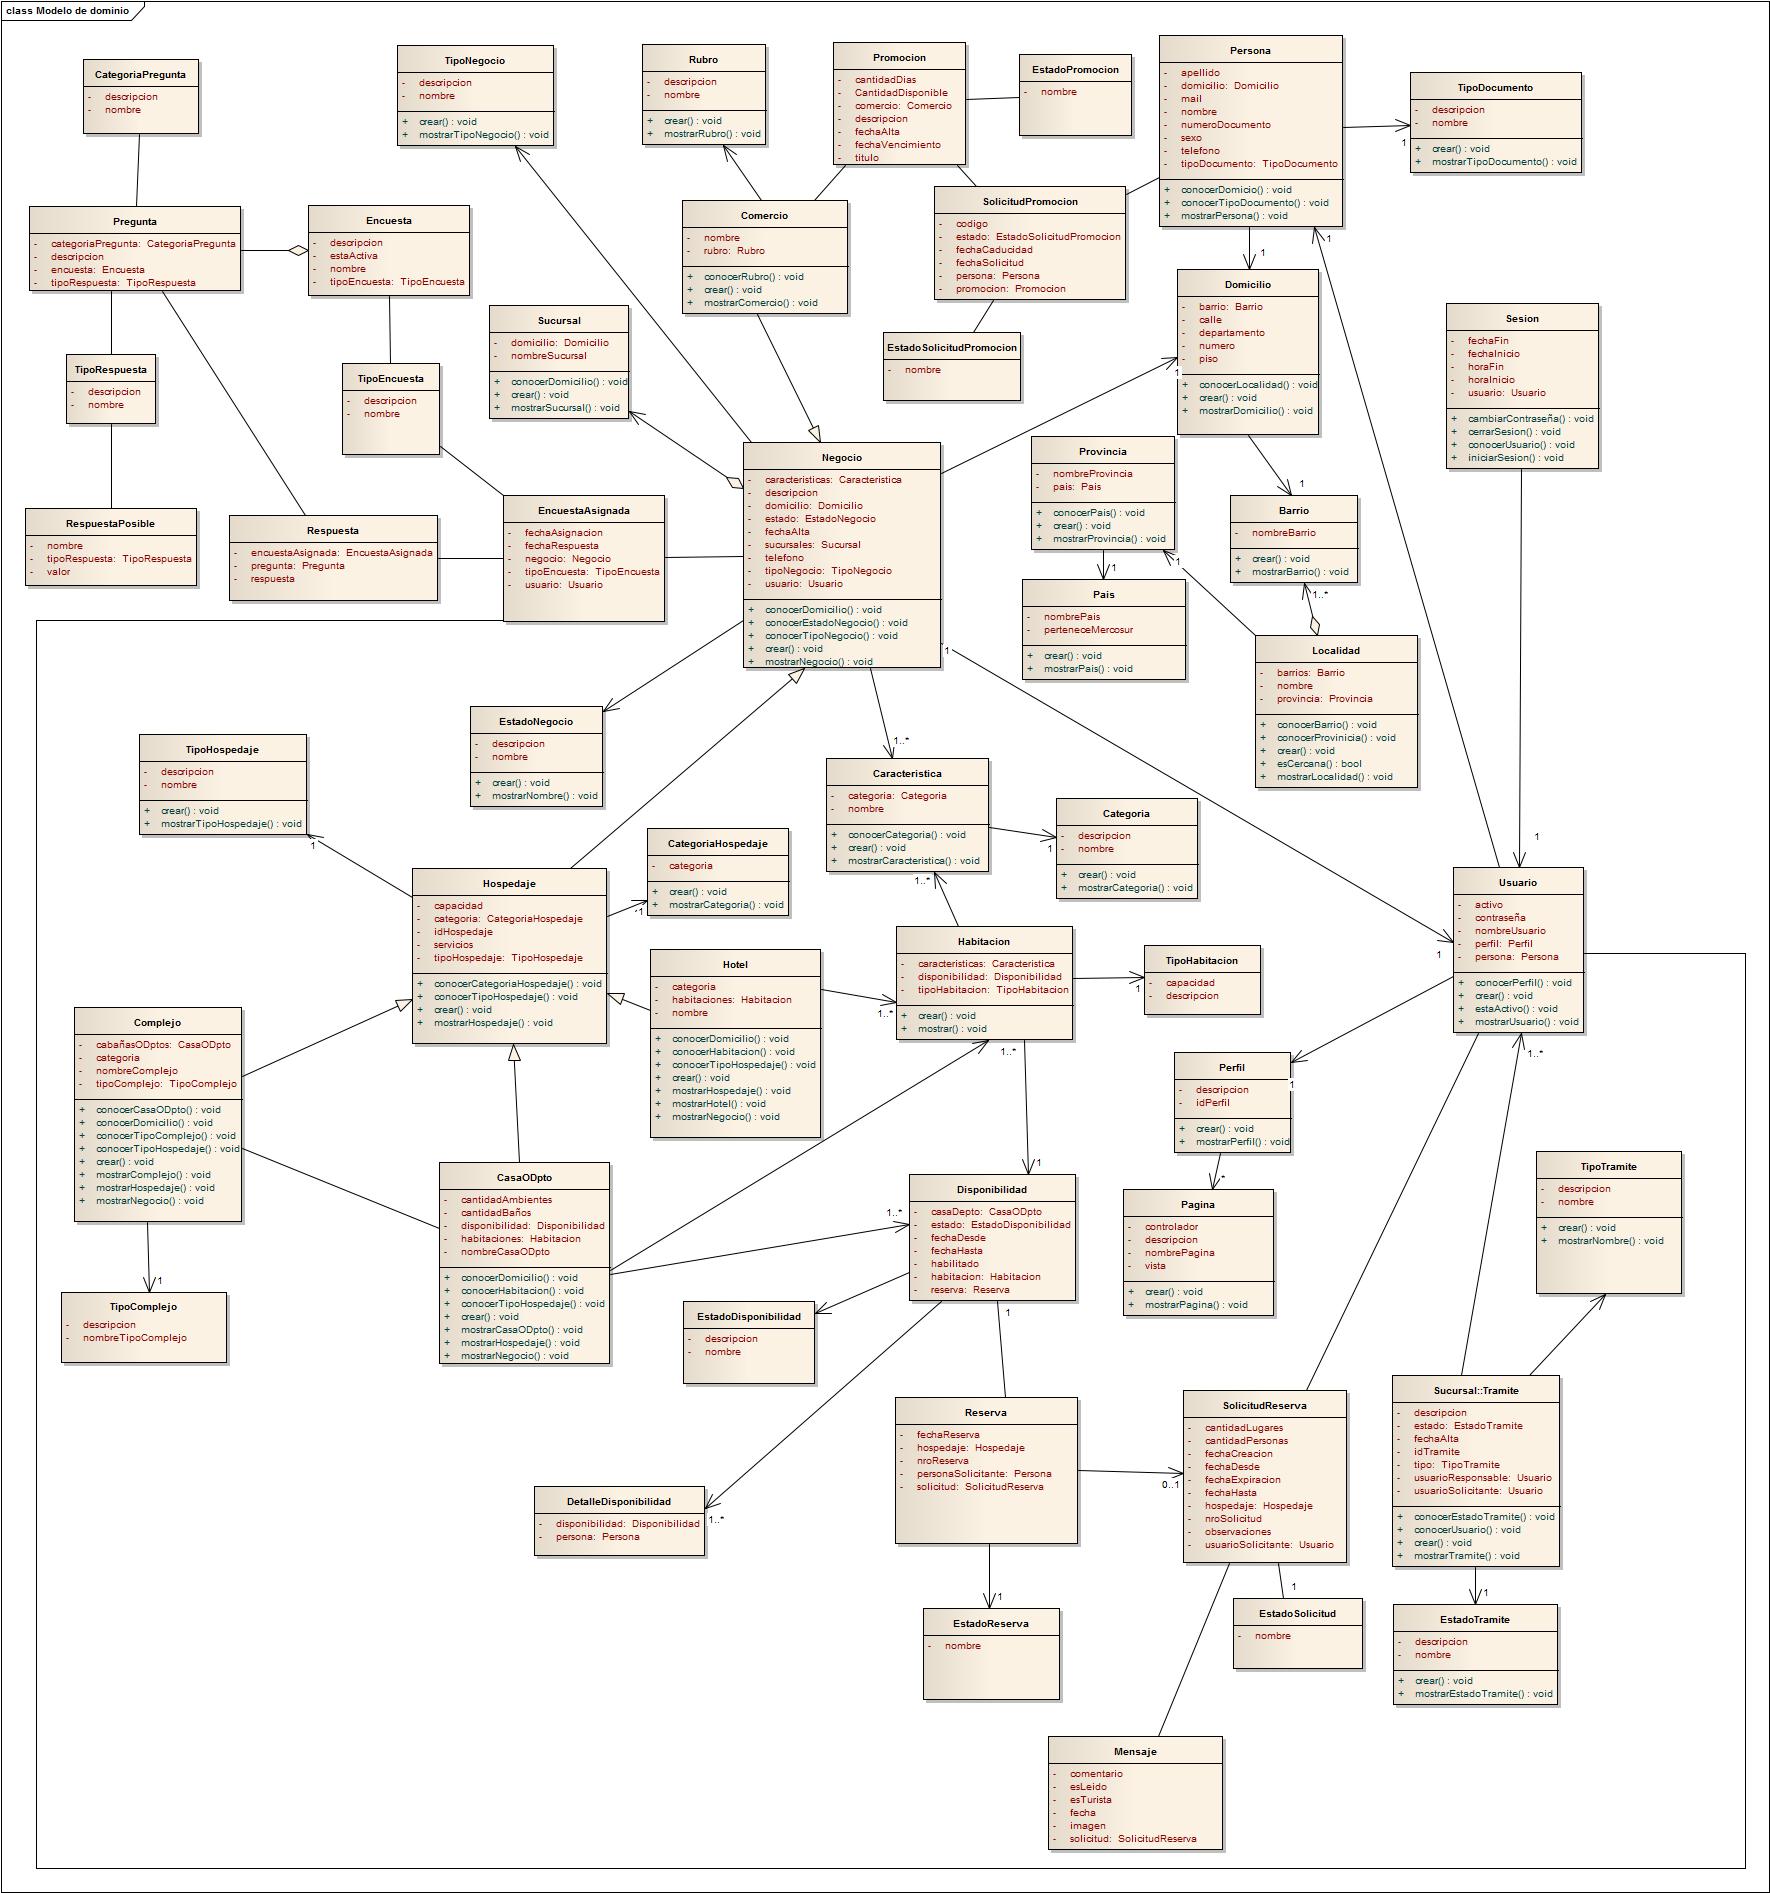 class Modelo de dominio
CategoriaPregunta
- descripcion
- nombre
TipoNegocio
- descripcion
- nombre
+ crear() : void
+ mostrarTipoNegocio() : void
Rubro
- descripcion
- nombre
+ crear() : void
+ mostrarRubro() : void
Promocion
- cantidadDias
- CantidadDisponible
- comercio: Comercio
- descripcion
- fechaAlta
- fechaVencimiento
- titulo
EstadoPromocion
- nombre
Persona
- apellido
- domicilio: Domicilio
- mail
- nombre
- numeroDocumento
- sexo
- telefono
- tipoDocumento: TipoDocumento
+ conocerDomicio() : void
+ conocerTipoDocumento() : void
+ mostrarPersona() : void
TipoDocumento
- descripcion
- nombre
+ crear() : void
+ mostrarTipoDocumento() : void
1
Pregunta
- categoriaPregunta: CategoriaPregunta
- descripcion
- encuesta: Encuesta
- tipoRespuesta: TipoRespuesta
Encuesta
- descripcion
- estaActiva
- nombre
- tipoEncuesta: TipoEncuesta
Comercio
- nombre
- rubro: Rubro
+ conocerRubro() : void
+ crear() : void
+ mostrarComercio() : void
SolicitudPromocion
- codigo
- estado: EstadoSolicitudPromocion
- fechaCaducidad
- fechaSolicitud
- persona: Persona
- promocion: Promocion
1
1
Domicilio
- barrio: Barrio
- calle
- departamento
- numero
- piso
+ conocerLocalidad() : void
+ crear() : void
+ mostrarDomicilio() : void
1
Sucursal
- domicilio: Domicilio
- nombreSucursal
+ conocerDomicilio() : void
+ crear() : void
+ mostrarSucursal() : void
EstadoSolicitudPromocion
- nombre
Sesion
- fechaFin
- fechaInicio
- horaFin
- horaInicio
- usuario: Usuario
+ cambiarContraseña() : void
+ cerrarSesion() : void
+ conocerUsuario() : void
+ iniciarSesion() : void
TipoRespuesta
- descripcion
- nombre
TipoEncuesta
- descripcion
- nombre
Negocio
- caracteristicas: Caracteristica
- descripcion
- domicilio: Domicilio
- estado: EstadoNegocio
- fechaAlta
- sucursales: Sucursal
- telefono
- tipoNegocio: TipoNegocio
- usuario: Usuario
+ conocerDomicilio() : void
+ conocerEstadoNegocio() : void
+ conocerTipoNegocio() : void
+ crear() : void
+ mostrarNegocio() : void
1
Provincia
- nombreProvincia
- pais: Pais
+ conocerPais() : void
+ crear() : void
+ mostrarProvincia() : void
1
1
1
Barrio
- nombreBarrio
+ crear() : void
+ mostrarBarrio() : void
1..*
RespuestaPosible
- nombre
- tipoRespuesta: TipoRespuesta
- valor
Respuesta
- encuestaAsignada: EncuestaAsignada
- pregunta: Pregunta
- respuesta
EncuestaAsignada
- fechaAsignacion
- fechaRespuesta
- negocio: Negocio
- tipoEncuesta: TipoEncuesta
- usuario: Usuario
Pais
- nombrePais
- perteneceMercosur
+ crear() : void
+ mostrarPais() : void
Localidad
- barrios: Barrio
- nombre
- provincia: Provincia
+ conocerBarrio() : void
+ conocerProvinicia() : void
+ crear() : void
+ esCercana() : bool
+ mostrarLocalidad() : void
EstadoNegocio
- descripcion
- nombre
+ crear() : void
+ mostrarNombre() : void
TipoHospedaje
- descripcion
- nombre
+ crear() : void
+ mostrarTipoHospedaje() : void
1
1..*
Caracteristica
- categoria: Categoria
- nombre
+ conocerCategoria() : void
+ crear() : void
+ mostrarCaracteristica() : void
1..*
Categoria
- descripcion
- nombre
+ crear() : void
+ mostrarCategoria() : void
1
CategoriaHospedaje
- categoria
+ crear() : void
+ mostrarCategoria() : void
1
Hospedaje
- capacidad
- categoria: CategoriaHospedaje
- idHospedaje
- servicios
- tipoHospedaje: TipoHospedaje
+ conocerCategoriaHospedaje() : void
+ conocerTipoHospedaje() : void
+ crear() : void
+ mostrarHospedaje() : void
1
Usuario
- activo
- contraseña
- nombreUsuario
- perfil: Perfil
- persona: Persona
+ conocerPerfil() : void
+ crear() : void
+ estaActivo() : void
+ mostrarUsuario() : void
1
1..*
Hotel
- categoria
- habitaciones: Habitacion
- nombre
+ conocerDomicilio() : void
+ conocerHabitacion() : void
+ conocerTipoHospedaje() : void
+ crear() : void
+ mostrarHospedaje() : void
+ mostrarHotel() : void
+ mostrarNegocio() : void
Habitacion
- caracteristicas: Caracteristica
- disponibilidad: Disponibilidad
- tipoHabitacion: TipoHabitacion
+ crear() : void
+ mostrar() : void
1..*
1..*
TipoHabitacion
- capacidad
- descripcion
1
Complejo
- cabañasODptos: CasaODpto
- categoria
- nombreComplejo
- tipoComplejo: TipoComplejo
+ conocerCasaODpto() : void
+ conocerDomicilio() : void
+ conocerTipoComplejo() : void
+ conocerTipoHospedaje() : void
+ crear() : void
+ mostrarComplejo() : void
+ mostrarHospedaje() : void
+ mostrarNegocio() : void
1
Perfil
- descripcion
- idPerfil
+ crear() : void
+ mostrarPerfil() : void
1
*
CasaODpto
- cantidadAmbientes
- cantidadBaños
- disponibilidad: Disponibilidad
- habitaciones: Habitacion
- nombreCasaODpto
+ conocerDomicilio() : void
+ conocerHabitacion() : void
+ conocerTipoHospedaje() : void
+ crear() : void
+ mostrarCasaODpto() : void
+ mostrarHospedaje() : void
+ mostrarNegocio() : void
1
1..*
Disponibilidad
- casaDepto: CasaODpto
- estado: EstadoDisponibilidad
- fechaDesde
- fechaHasta
- habilitado
- habitacion: Habitacion
- reserva: Reserva
1
Pagina
- controlador
- descripcion
- nombrePagina
- vista
+ crear() : void
+ mostrarPagina() : void
TipoTramite
- descripcion
- nombre
+ crear() : void
+ mostrarNombre() : void
TipoComplejo
- descripcion
- nombreTipoComplejo
EstadoDisponibilidad
- descripcion
- nombre
Reserva
- fechaReserva
- hospedaje: Hospedaje
- nroReserva
- personaSolicitante: Persona
- solicitud: SolicitudReserva
0..1
SolicitudReserva
- cantidadLugares
- cantidadPersonas
- fechaCreacion
- fechaDesde
- fechaExpiracion
- fechaHasta
- hospedaje: Hospedaje
- nroSolicitud
- observaciones
- usuarioSolicitante: Usuario
Sucursal::Tramite
- descripcion
- estado: EstadoTramite
- fechaAlta
- idTramite
- tipo: TipoTramite
- usuarioResponsable: Usuario
- usuarioSolicitante: Usuario
+ conocerEstadoTramite() : void
+ conocerUsuario() : void
+ crear() : void
+ mostrarTramite() : void
DetalleDisponibilidad
- disponibilidad: Disponibilidad
- persona: Persona
1..*
1
1
1
EstadoReserva
- nombre
EstadoSolicitud
- nombre
EstadoTramite
- descripcion
- nombre
+ crear() : void
+ mostrarEstadoTramite() : void
Mensaje
- comentario
- esLeido
- esTurista
- fecha
- imagen
- solicitud: SolicitudReserva